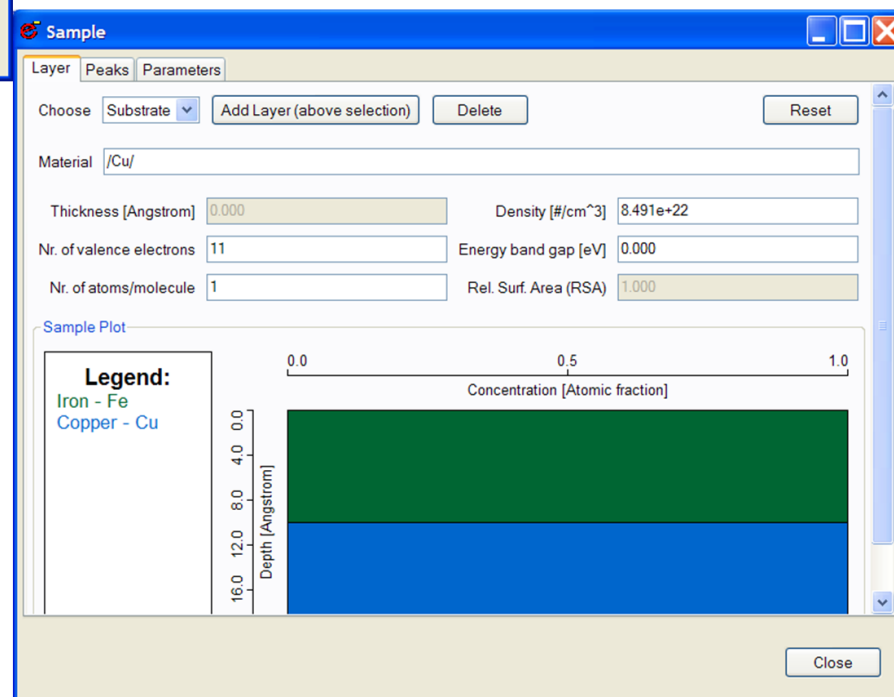 Sample
Layer Peaks Parameters
Choose Substrate Add Layer (above selection) Delete Reset
Material /Cu/
Thickness [Angstrom] 0.000 Density [#/cm^3] 8.491e+22
Nr. of valence electrons 11 Energy band gap [eV] 0.000
Nr. of atoms/molecule 1 Rel. Surf. Area (RSA) 1.000
Sample Plot
Legend:
Iron - Fe
Copper - Cu
0.0 0.5 1.0
Concentration [Atomic fraction]
0.0
4.0
8.0
12.0
16.0
Depth [Angstrom]
Close